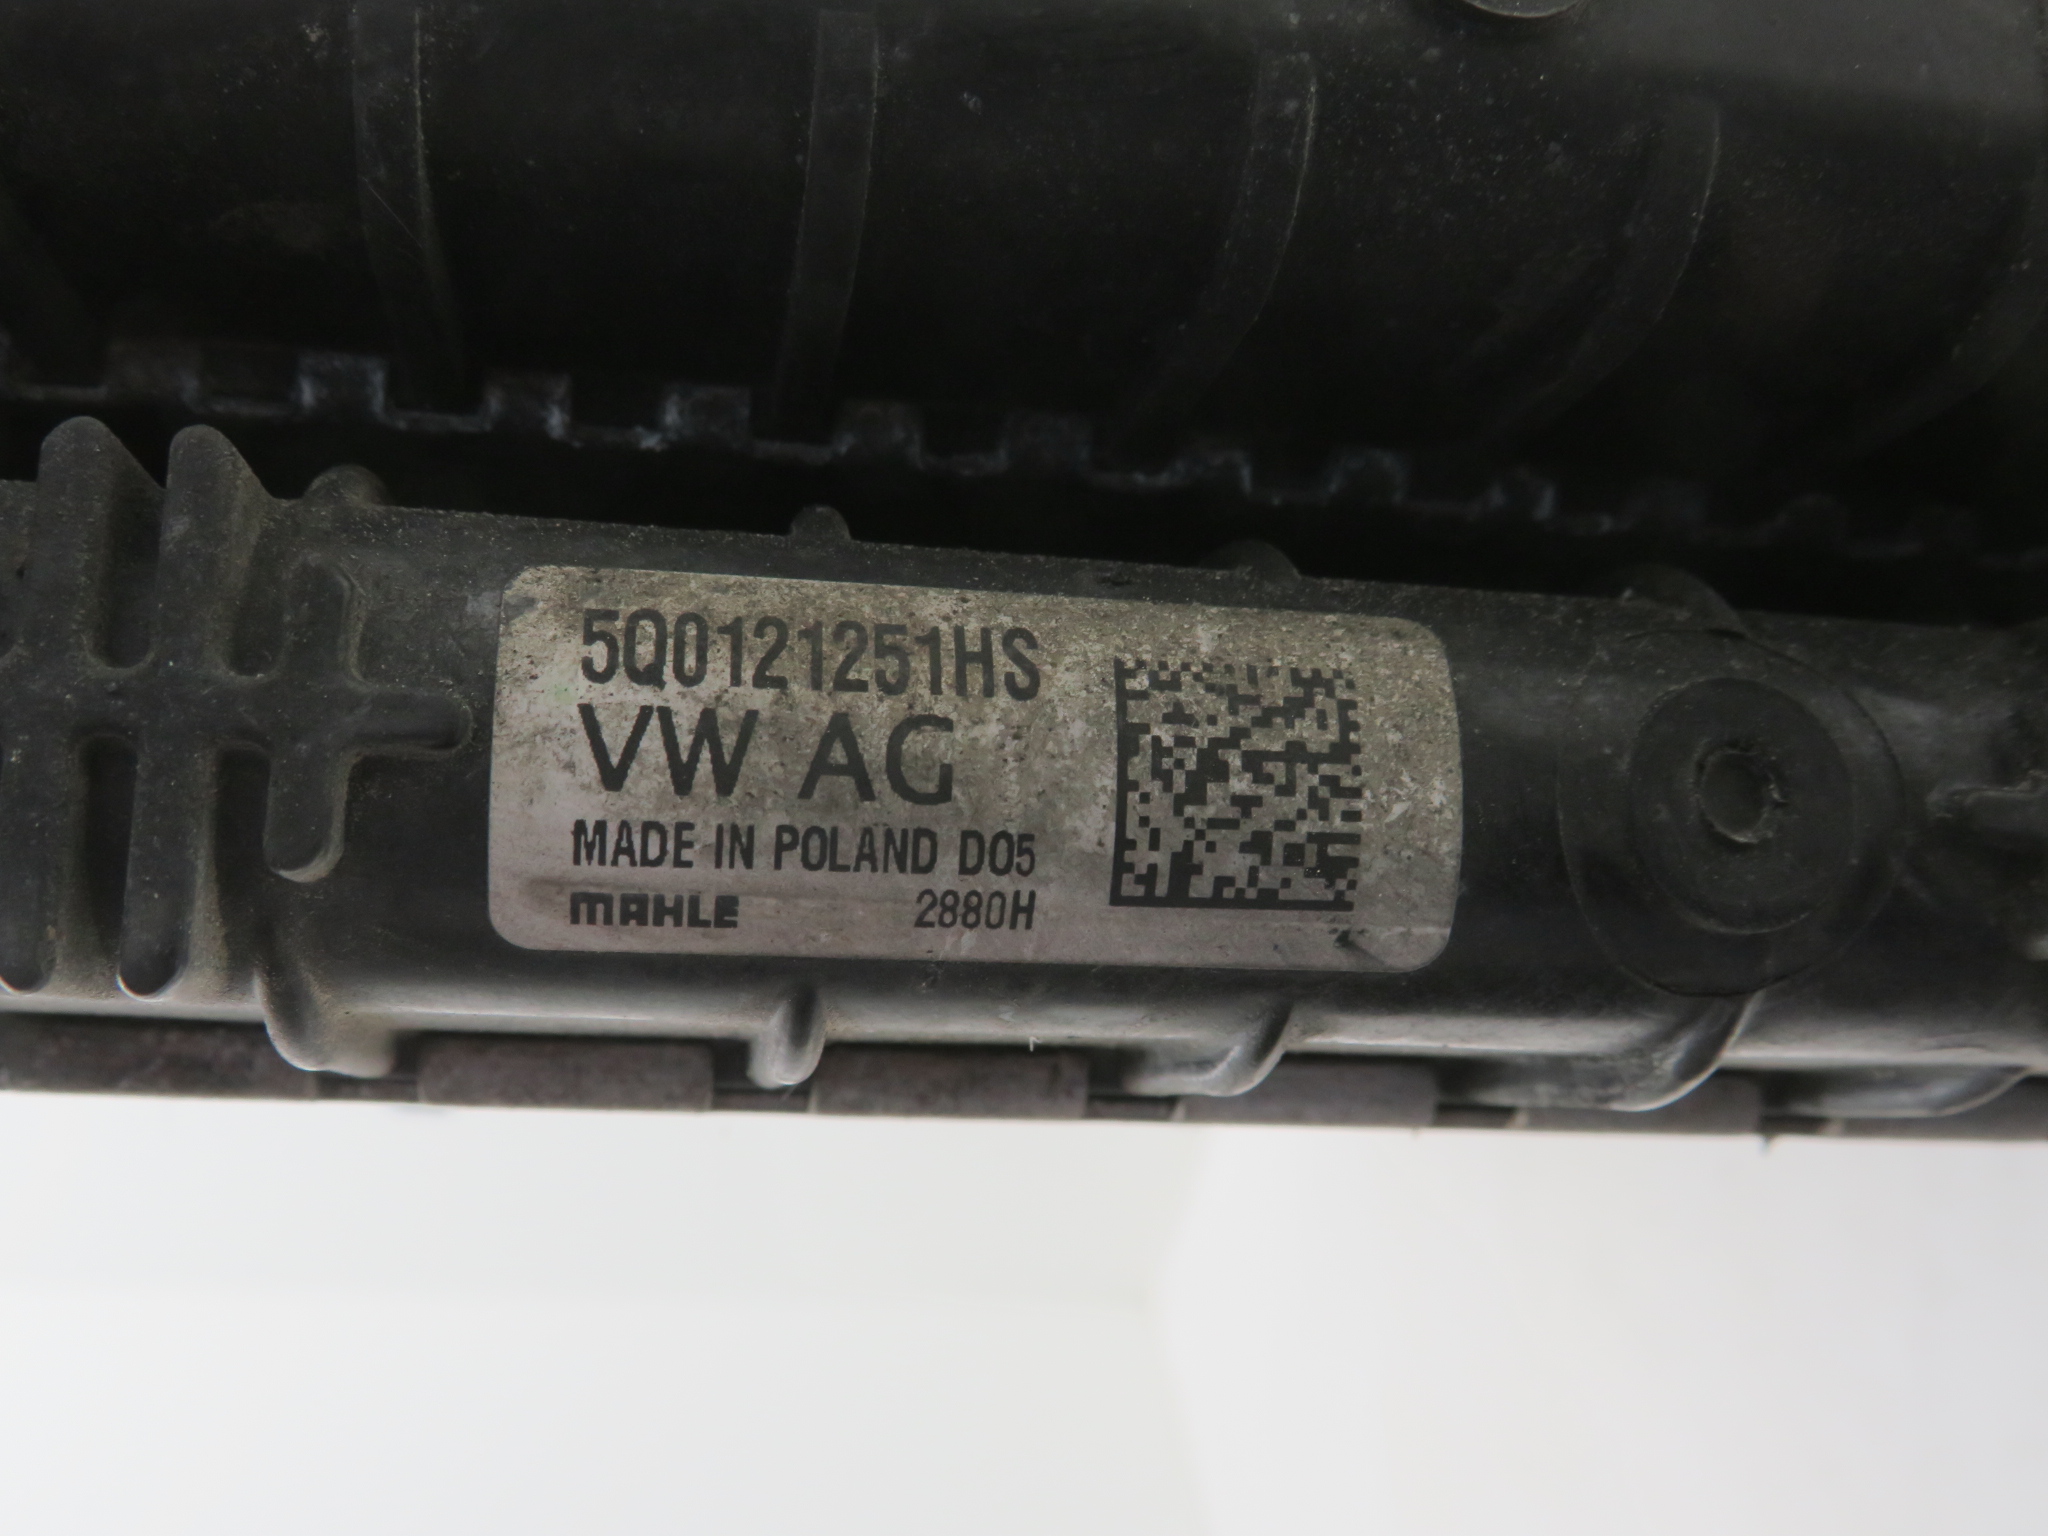 5Q0121251HS
VW AG
MADE IN POLAND D05
MAHLE 2880H